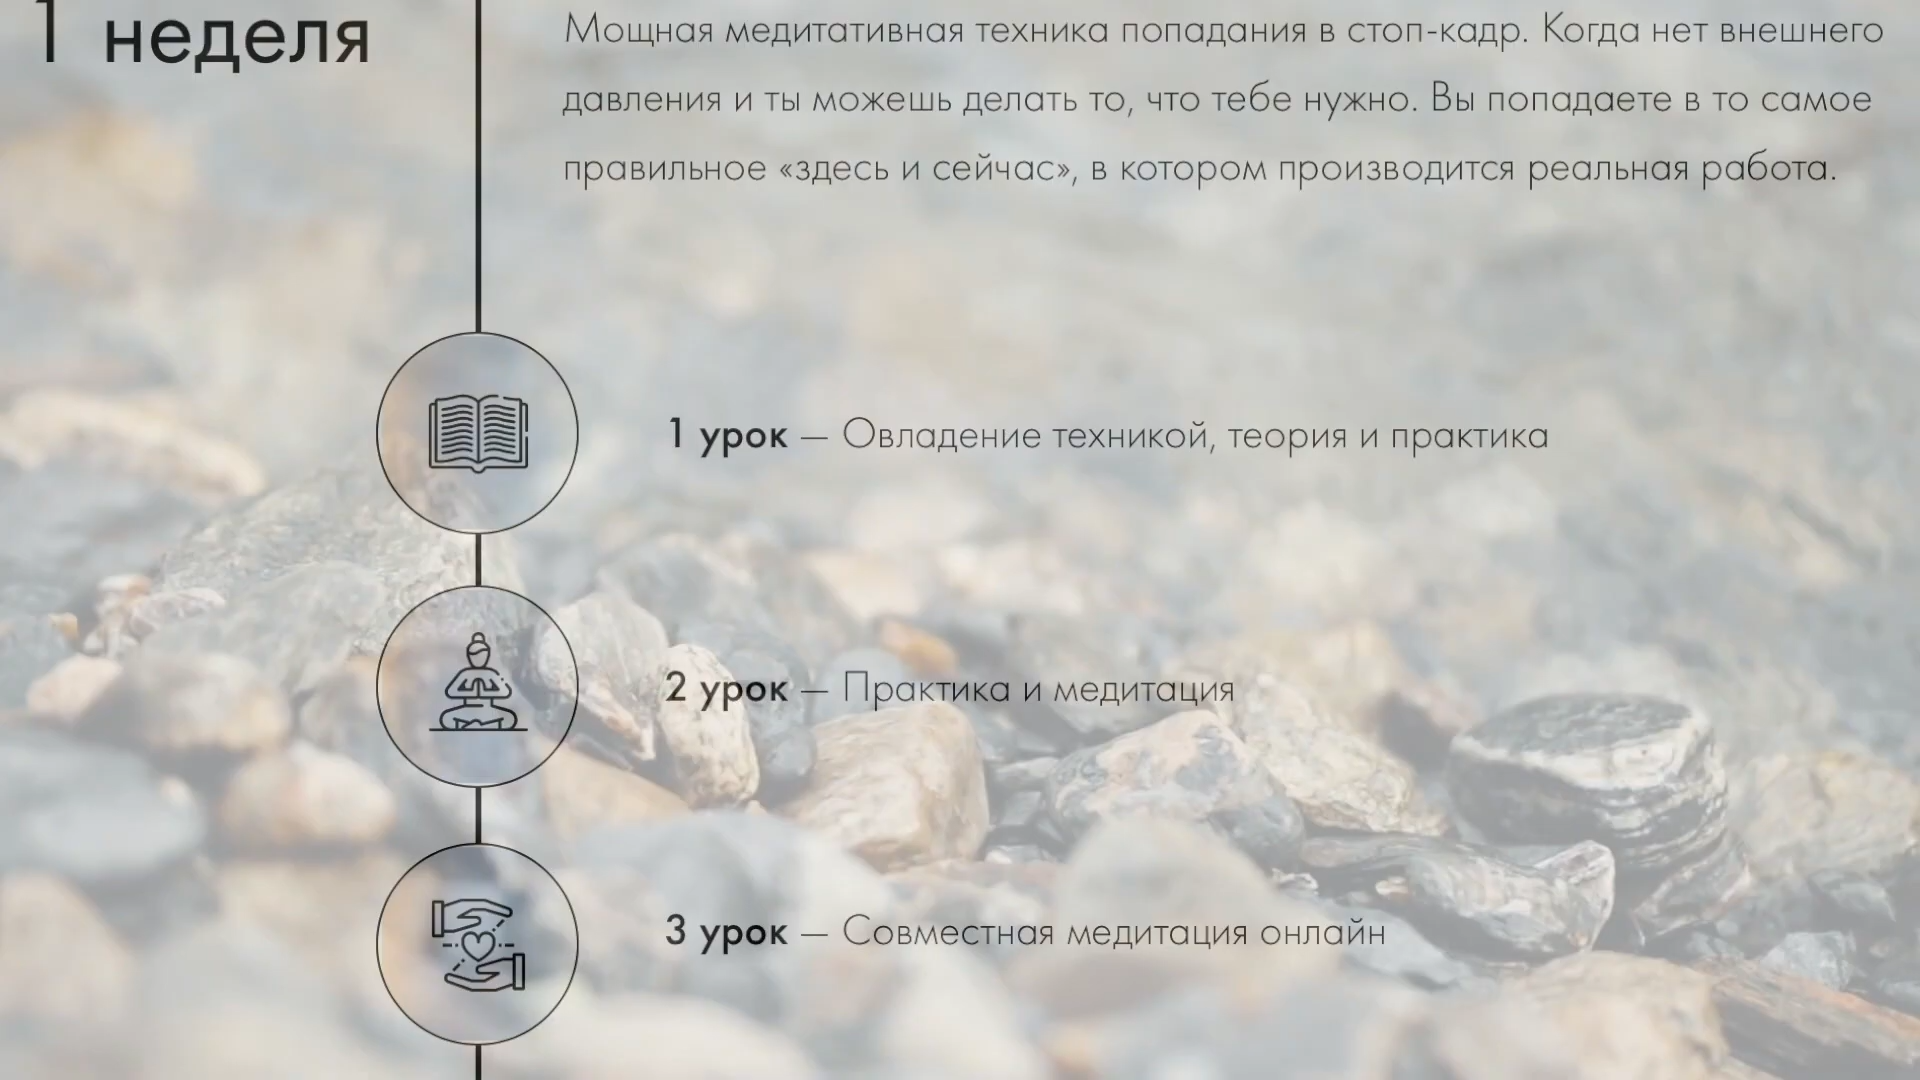 1 неделя
Мощная медитативная техника попадания в стоп-кадр. Когда нет внешнего
давления и ты можешь делать то, что тебе нужно. Вы попадаете в то самое
правильное «здесь и сейчас», в котором производится реальная работа.
1 урок — Овладение техникой, теория и практика
2 урок — Практика и медитация
3 урок — Совместная медитация онлайн